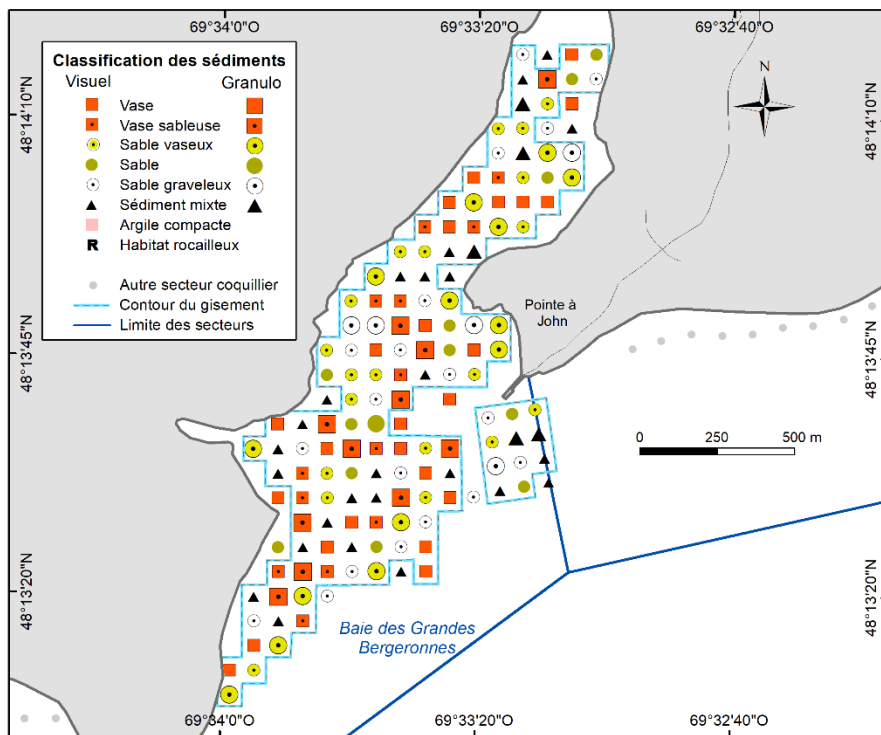 69°34'0"O 69°33'20"O 69°32'40"O
Classification des sédiments
Visuel Granulo
Vase
Vase sableuse
Sable vaseux
Sable
Sable graveleux
Sédiment mixte
Argile compacte
R Habitat rocailleux
Autre secteur coquillier
Contour du gisement
Limite des secteurs
N
48°14'10"N 48°14'10"N
Pointe à
John
48°13'45"N 48°13'45"N
0 250 500 m
48°13'20"N 48°13'20"N
Baie des Grandes
Bergeronnes
69°34'0"O 69°33'20"O 69°32'40"O